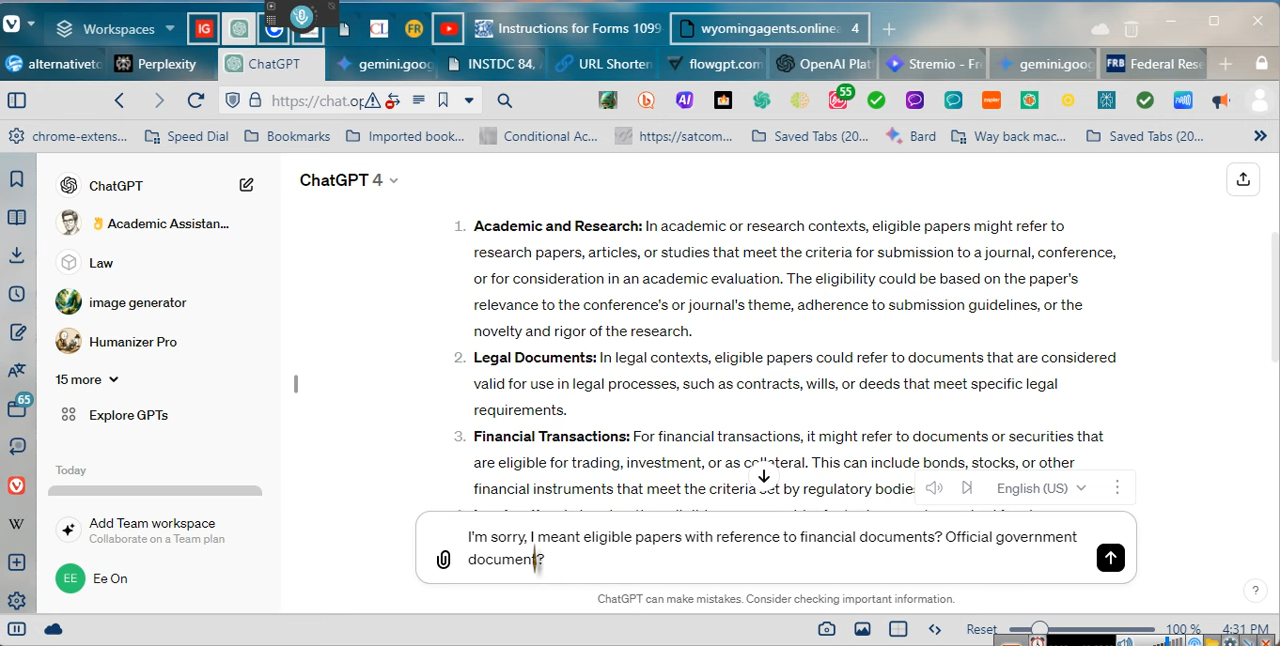 Workspaces
IG
CL
FR
Instructions for Forms 1099
wyomingagents.onlinea
4
alternativeto
Perplexity
ChatGPT
gemini.goog
INSTDC 84,
URL Shorten
flowgpt.com
OpenAI Plat
Stremio - Fr
gemini.goog
FRB
Federal Rese
https://chat.op
AI
55
chrome-extens...
Speed Dial
Bookmarks
Imported book...
Conditional Ac...
https://satcom...
Saved Tabs (20...
Bard
Way back mac...
Saved Tabs (20...
ChatGPT
Academic Assistan...
Law
image generator
Humanizer Pro
15 more
Explore GPTs
Today
Add Team workspace
Collaborate on a Team plan
EE
Ee On
65
W
ChatGPT 4
1. Academic and Research: In academic or research contexts, eligible papers might refer to
research papers, articles, or studies that meet the criteria for submission to a journal, conference,
or for consideration in an academic evaluation. The eligibility could be based on the paper's
relevance to the conference's or journal's theme, adherence to submission guidelines, or the
novelty and rigor of the research.
2. Legal Documents: In legal contexts, eligible papers could refer to documents that are considered
valid for use in legal processes, such as contracts, wills, or deeds that meet specific legal
requirements.
3. Financial Transactions: For financial transactions, it might refer to documents or securities that
are eligible for trading, investment, or as collateral. This can include bonds, stocks, or other
financial instruments that meet the criteria set by regulatory bodies
English (US)
I'm sorry, I meant eligible papers with reference to financial documents? Official government
document?
ChatGPT can make mistakes. Consider checking important information.
?
Reset
100 %
4:31 PM